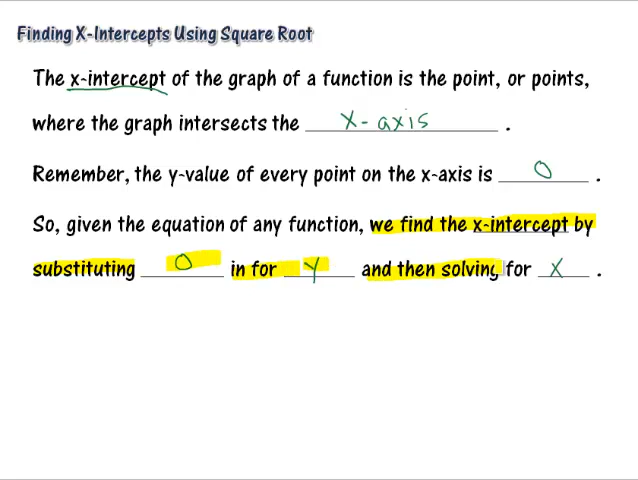 Finding X-Intercepts Using Square Root
The x-intercept of the graph of a function is the point, or points,
where the graph intersects the x-axis.
Remember, the y-value of every point on the x-axis is 0.
So, given the equation of any function, we find the x-intercept by
substituting 0 in for y and then solving for x.